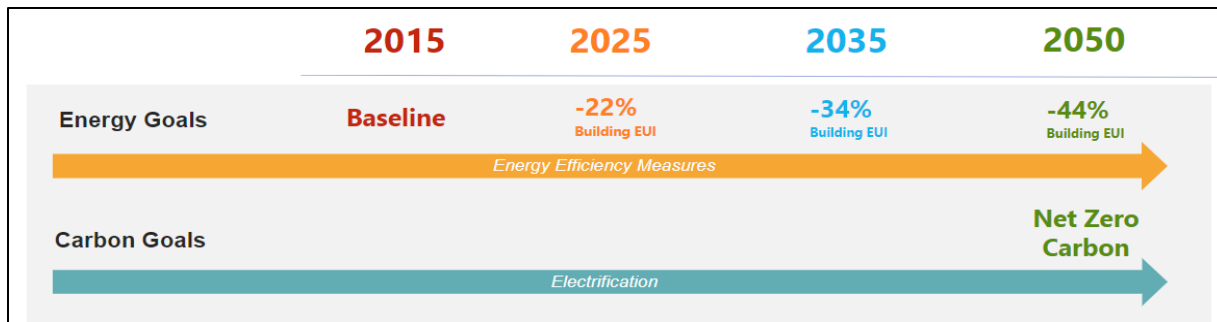 2015 2025 2035 2050
Energy Goals Baseline -22% -34% -44%
Building EUI Building EUI Building EUI
Energy Efficiency Measures
Carbon Goals Net Zero
Carbon
Electrification